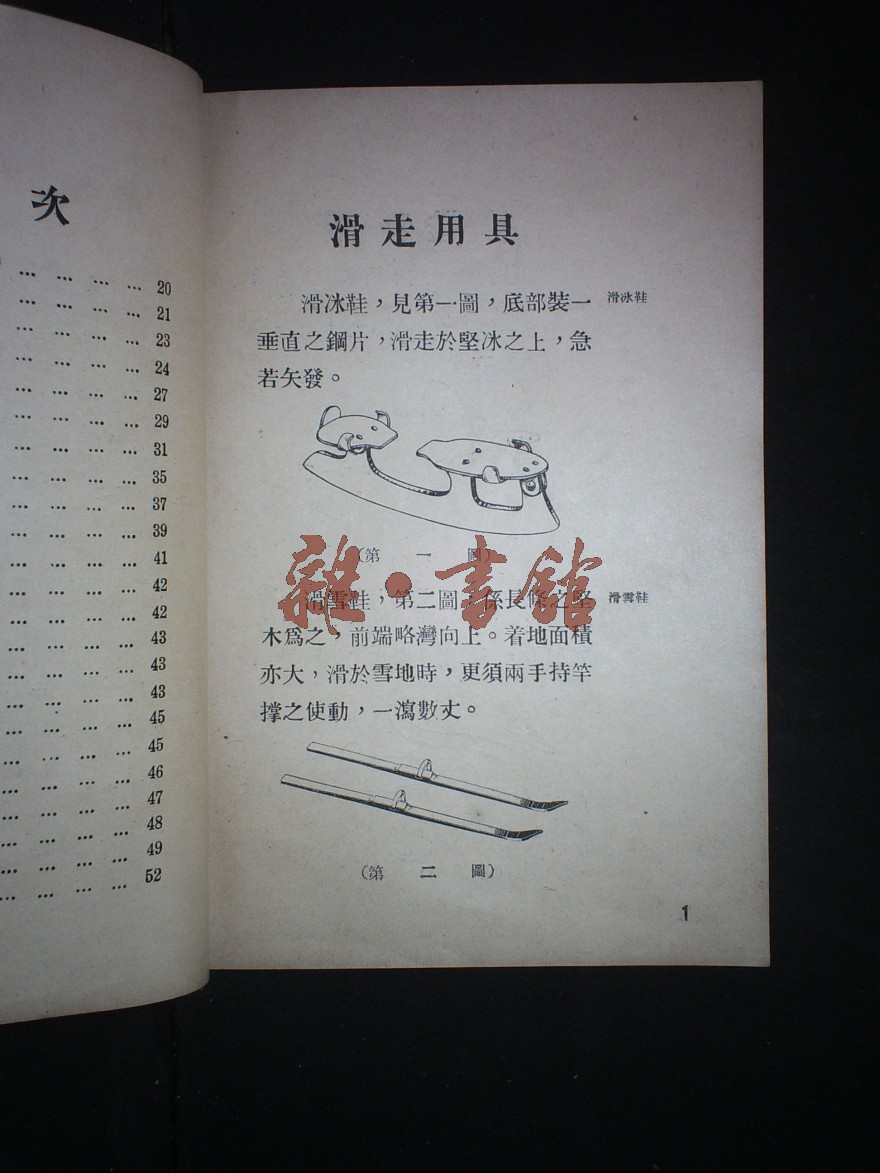 次
... ... ... ... 20
... ... ... ... 21
... ... ... ... 23
... ... ... ... 24
... ... ... ... 27
... ... ... ... 29
... ... ... ... 31
... ... ... ... 35
... ... ... ... 37
... ... ... ... 39
... ... ... ... 41
... ... ... ... 42
... ... ... ... 42
... ... ... ... 43
... ... ... ... 43
... ... ... ... 43
... ... ... ... 45
... ... ... ... 45
... ... ... ... 46
... ... ... ... 47
... ... ... ... 48
... ... ... ... 49
... ... ... ... 52
滑走用具
滑冰鞋，見第一圖，底部裝一 滑冰鞋
垂直之鋼片，滑走於堅冰之上，急
若矢發。
(第 一 圖)
雜·書館
滑雪鞋，第二圖，係長條之堅 滑雪鞋
木爲之，前端略灣向上。着地面積
亦大，滑於雪地時，更須兩手持竿
撑之使動，一瀉數丈。
(第 二 圖)
1